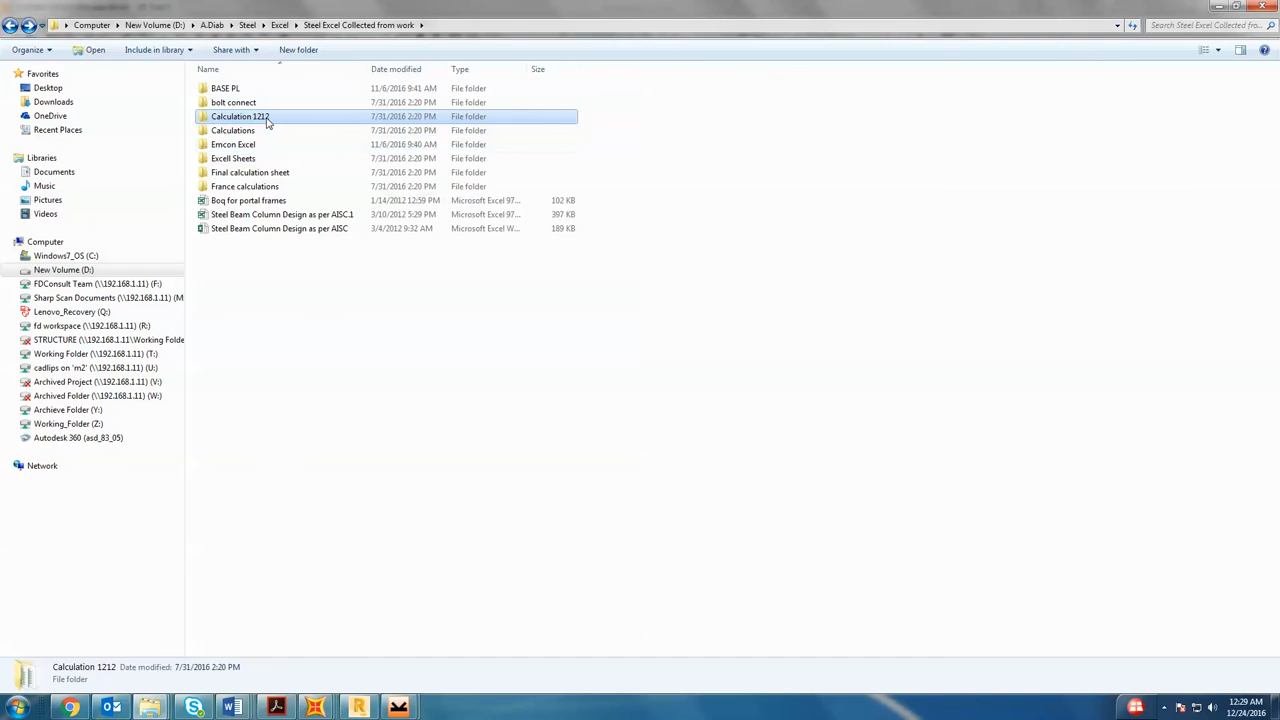 Computer ▸ New Volume (D:) ▸ A.Diab ▸ Steel ▸ Excel ▸ Steel Excel Collected from work ▸
Search Steel Excel Collected from...
Organize ▾ Open Include in library ▾ Share with ▾ New folder
Favorites
Desktop
Downloads
OneDrive
Recent Places
Libraries
Documents
Music
Pictures
Videos
Computer
Windows7_OS (C:)
New Volume (D:)
FDConsult Team (\\192.168.1.11) (F:)
Sharp Scan Documents (\\192.168.1.11) (M
Lenovo_Recovery (Q:)
fd workspace (\\192.168.1.11) (R:)
STRUCTURE (\\192.168.1.11\Working Folde
Working Folder (\\192.168.1.11) (T:)
cadlips on 'm2' (\\192.168.1.11) (U:)
Archived Project (\\192.168.1.11) (V:)
Archived Folder (\\192.168.1.11) (W:)
Archieve Folder (Y:)
Working_Folder (Z:)
Autodesk 360 (asd_83_05)
Network
Name Date modified Type Size
BASE PL 11/6/2016 9:41 AM File folder
bolt connect 7/31/2016 2:20 PM File folder
Calculation 1212 7/31/2016 2:20 PM File folder
Calculations 7/31/2016 2:20 PM File folder
Emcon Excel 11/6/2016 9:40 AM File folder
Excell Sheets 7/31/2016 2:20 PM File folder
Final calculation sheet 7/31/2016 2:20 PM File folder
France calculations 7/31/2016 2:20 PM File folder
Boq for portal frames 1/14/2012 12:59 PM Microsoft Excel 97... 102 KB
Steel Beam Column Design as per AISC.1 3/10/2012 5:29 PM Microsoft Excel 97... 397 KB
Steel Beam Column Design as per AISC 3/4/2012 9:32 AM Microsoft Excel W... 189 KB
Calculation 1212 Date modified: 7/31/2016 2:20 PM
File folder
12:29 AM
12/24/2016